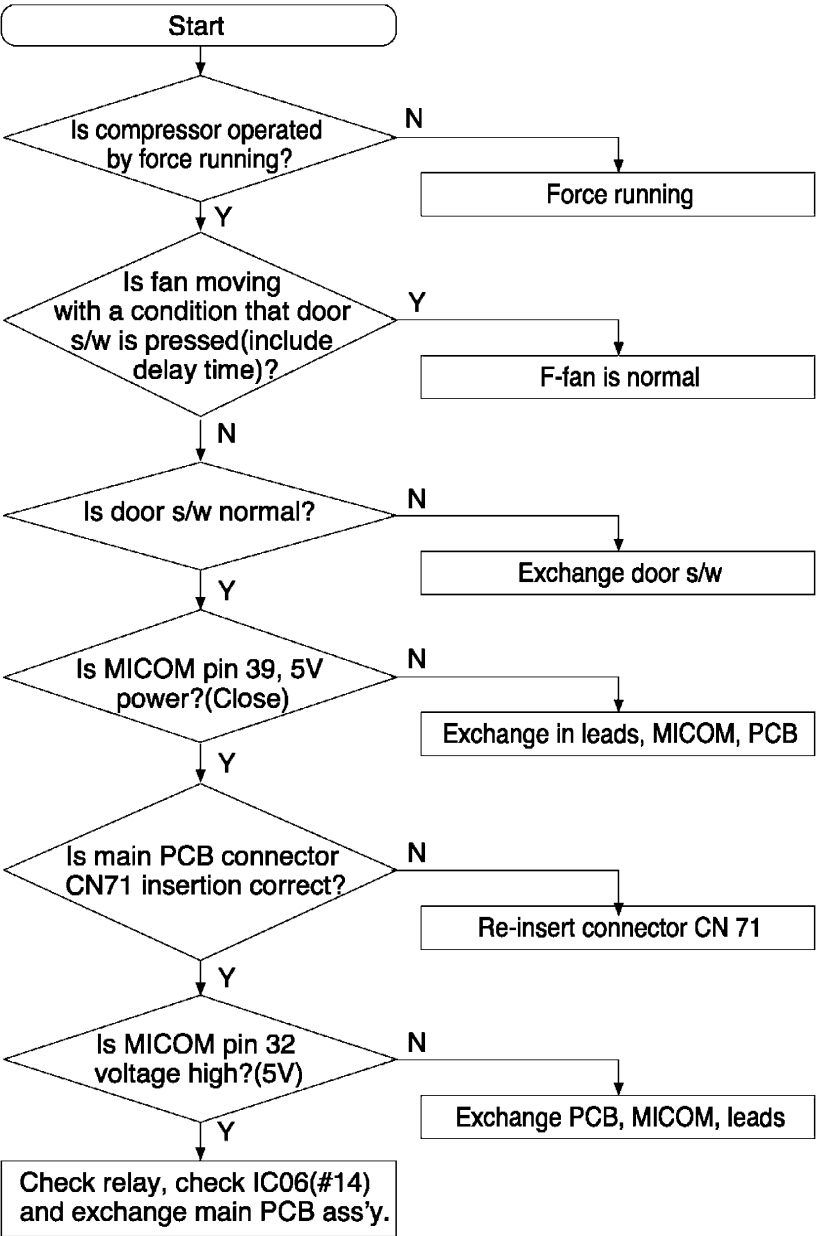 Start
Is compressor operated
by force running?
N
Force running
Y
Is fan moving
with a condition that door
s/w is pressed(include
delay time)?
Y
F-fan is normal
N
Is door s/w normal?
N
Exchange door s/w
Y
Is MICOM pin 39, 5V
power?(Close)
N
Exchange in leads, MICOM, PCB
Y
Is main PCB connector
CN71 insertion correct?
N
Re-insert connector CN 71
Y
Is MICOM pin 32
voltage high?(5V)
N
Exchange PCB, MICOM, leads
Y
Check relay, check IC06(#14)
and exchange main PCB ass'y.